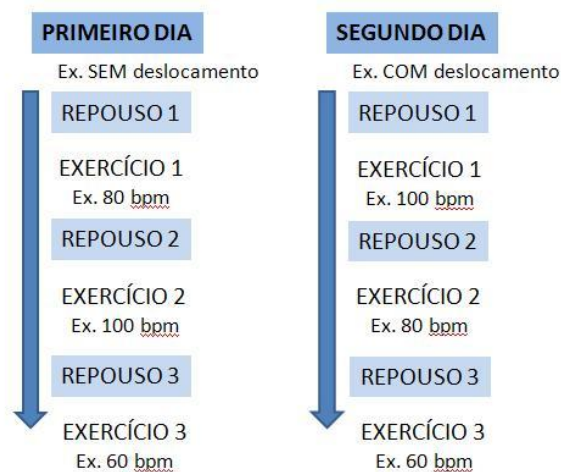 PRIMEIRO DIA
Ex. SEM deslocamento
REPOUSO 1
EXERCÍCIO 1
Ex. 80 bpm
REPOUSO 2
EXERCÍCIO 2
Ex. 100 bpm
REPOUSO 3
EXERCÍCIO 3
Ex. 60 bpm
SEGUNDO DIA
Ex. COM deslocamento
REPOUSO 1
EXERCÍCIO 1
Ex. 100 bpm
REPOUSO 2
EXERCÍCIO 2
Ex. 80 bpm
REPOUSO 3
EXERCÍCIO 3
Ex. 60 bpm